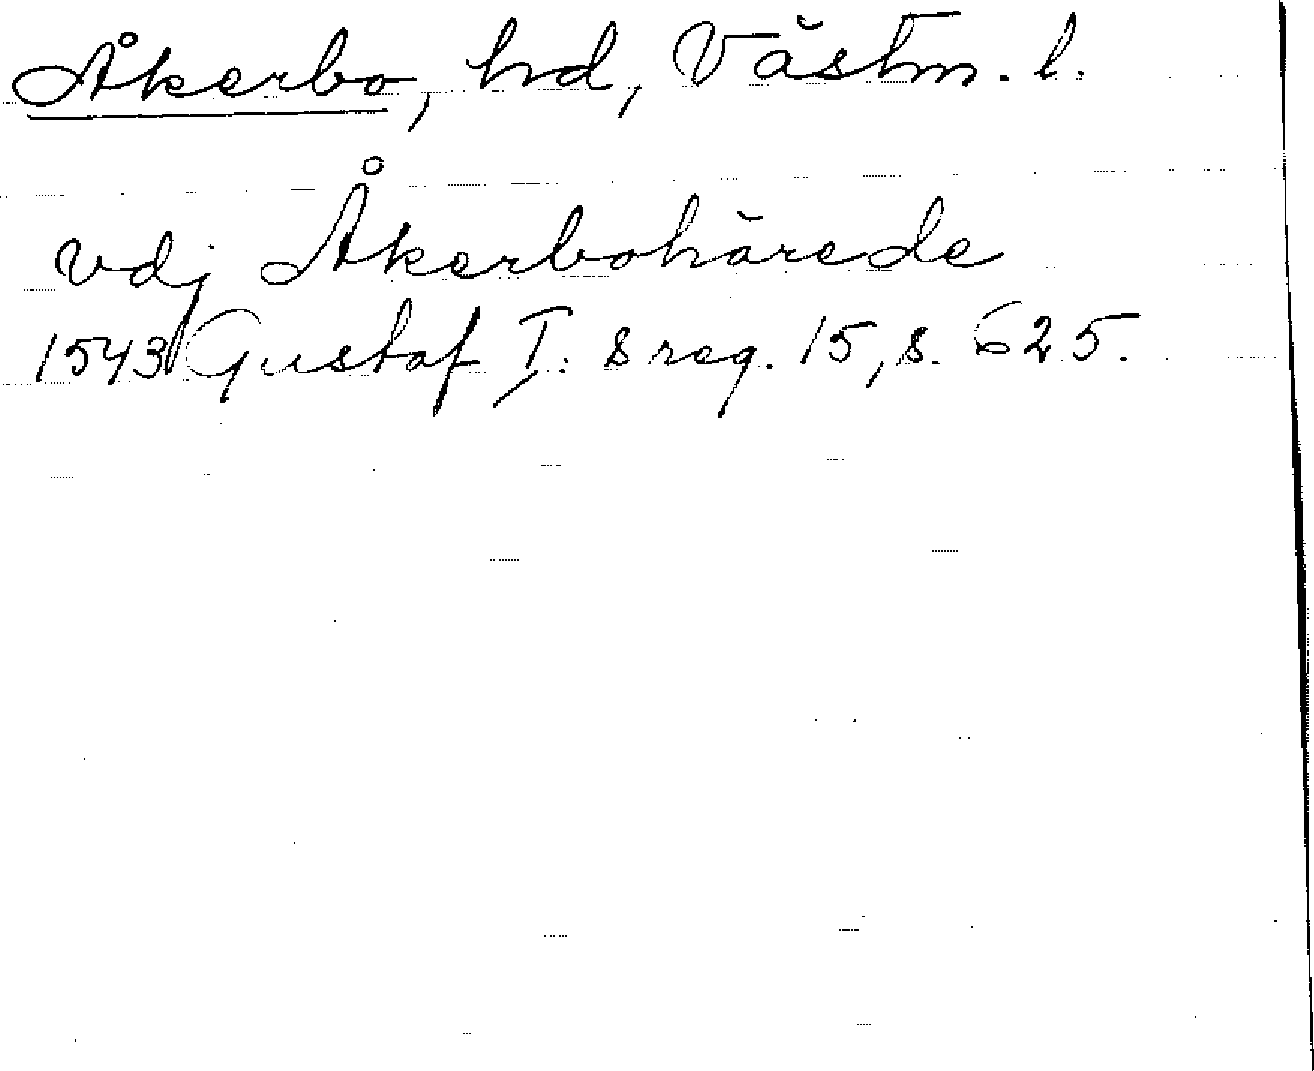 Åkerbo, hd, Västm. l.
vdj Åkerbohärede
1543 Gustaf I: s reg. 15, s. 625.